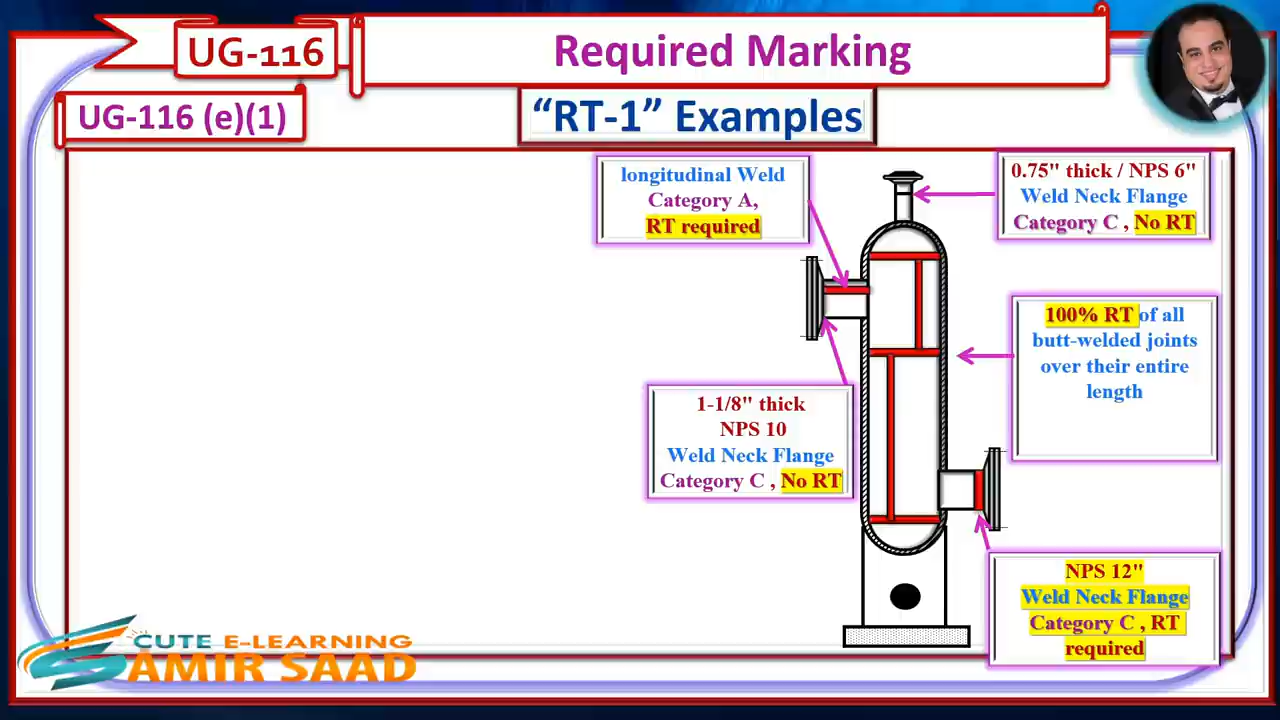 UG-116
Required Marking
UG-116 (e)(1)
“RT-1” Examples
longitudinal Weld
Category A,
RT required
0.75" thick / NPS 6"
Weld Neck Flange
Category C , No RT
100% RT of all
butt-welded joints
over their entire
length
1-1/8" thick
NPS 10
Weld Neck Flange
Category C , No RT
NPS 12"
Weld Neck Flange
Category C , RT
required
CUTE E-LEARNING
AMIR SAAD